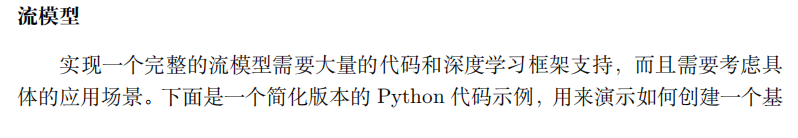 流模型
实现一个完整的流模型需要大量的代码和深度学习框架支持，而且需要考虑具
体的应用场景。下面是一个简化版本的 Python 代码示例，用来演示如何创建一个基